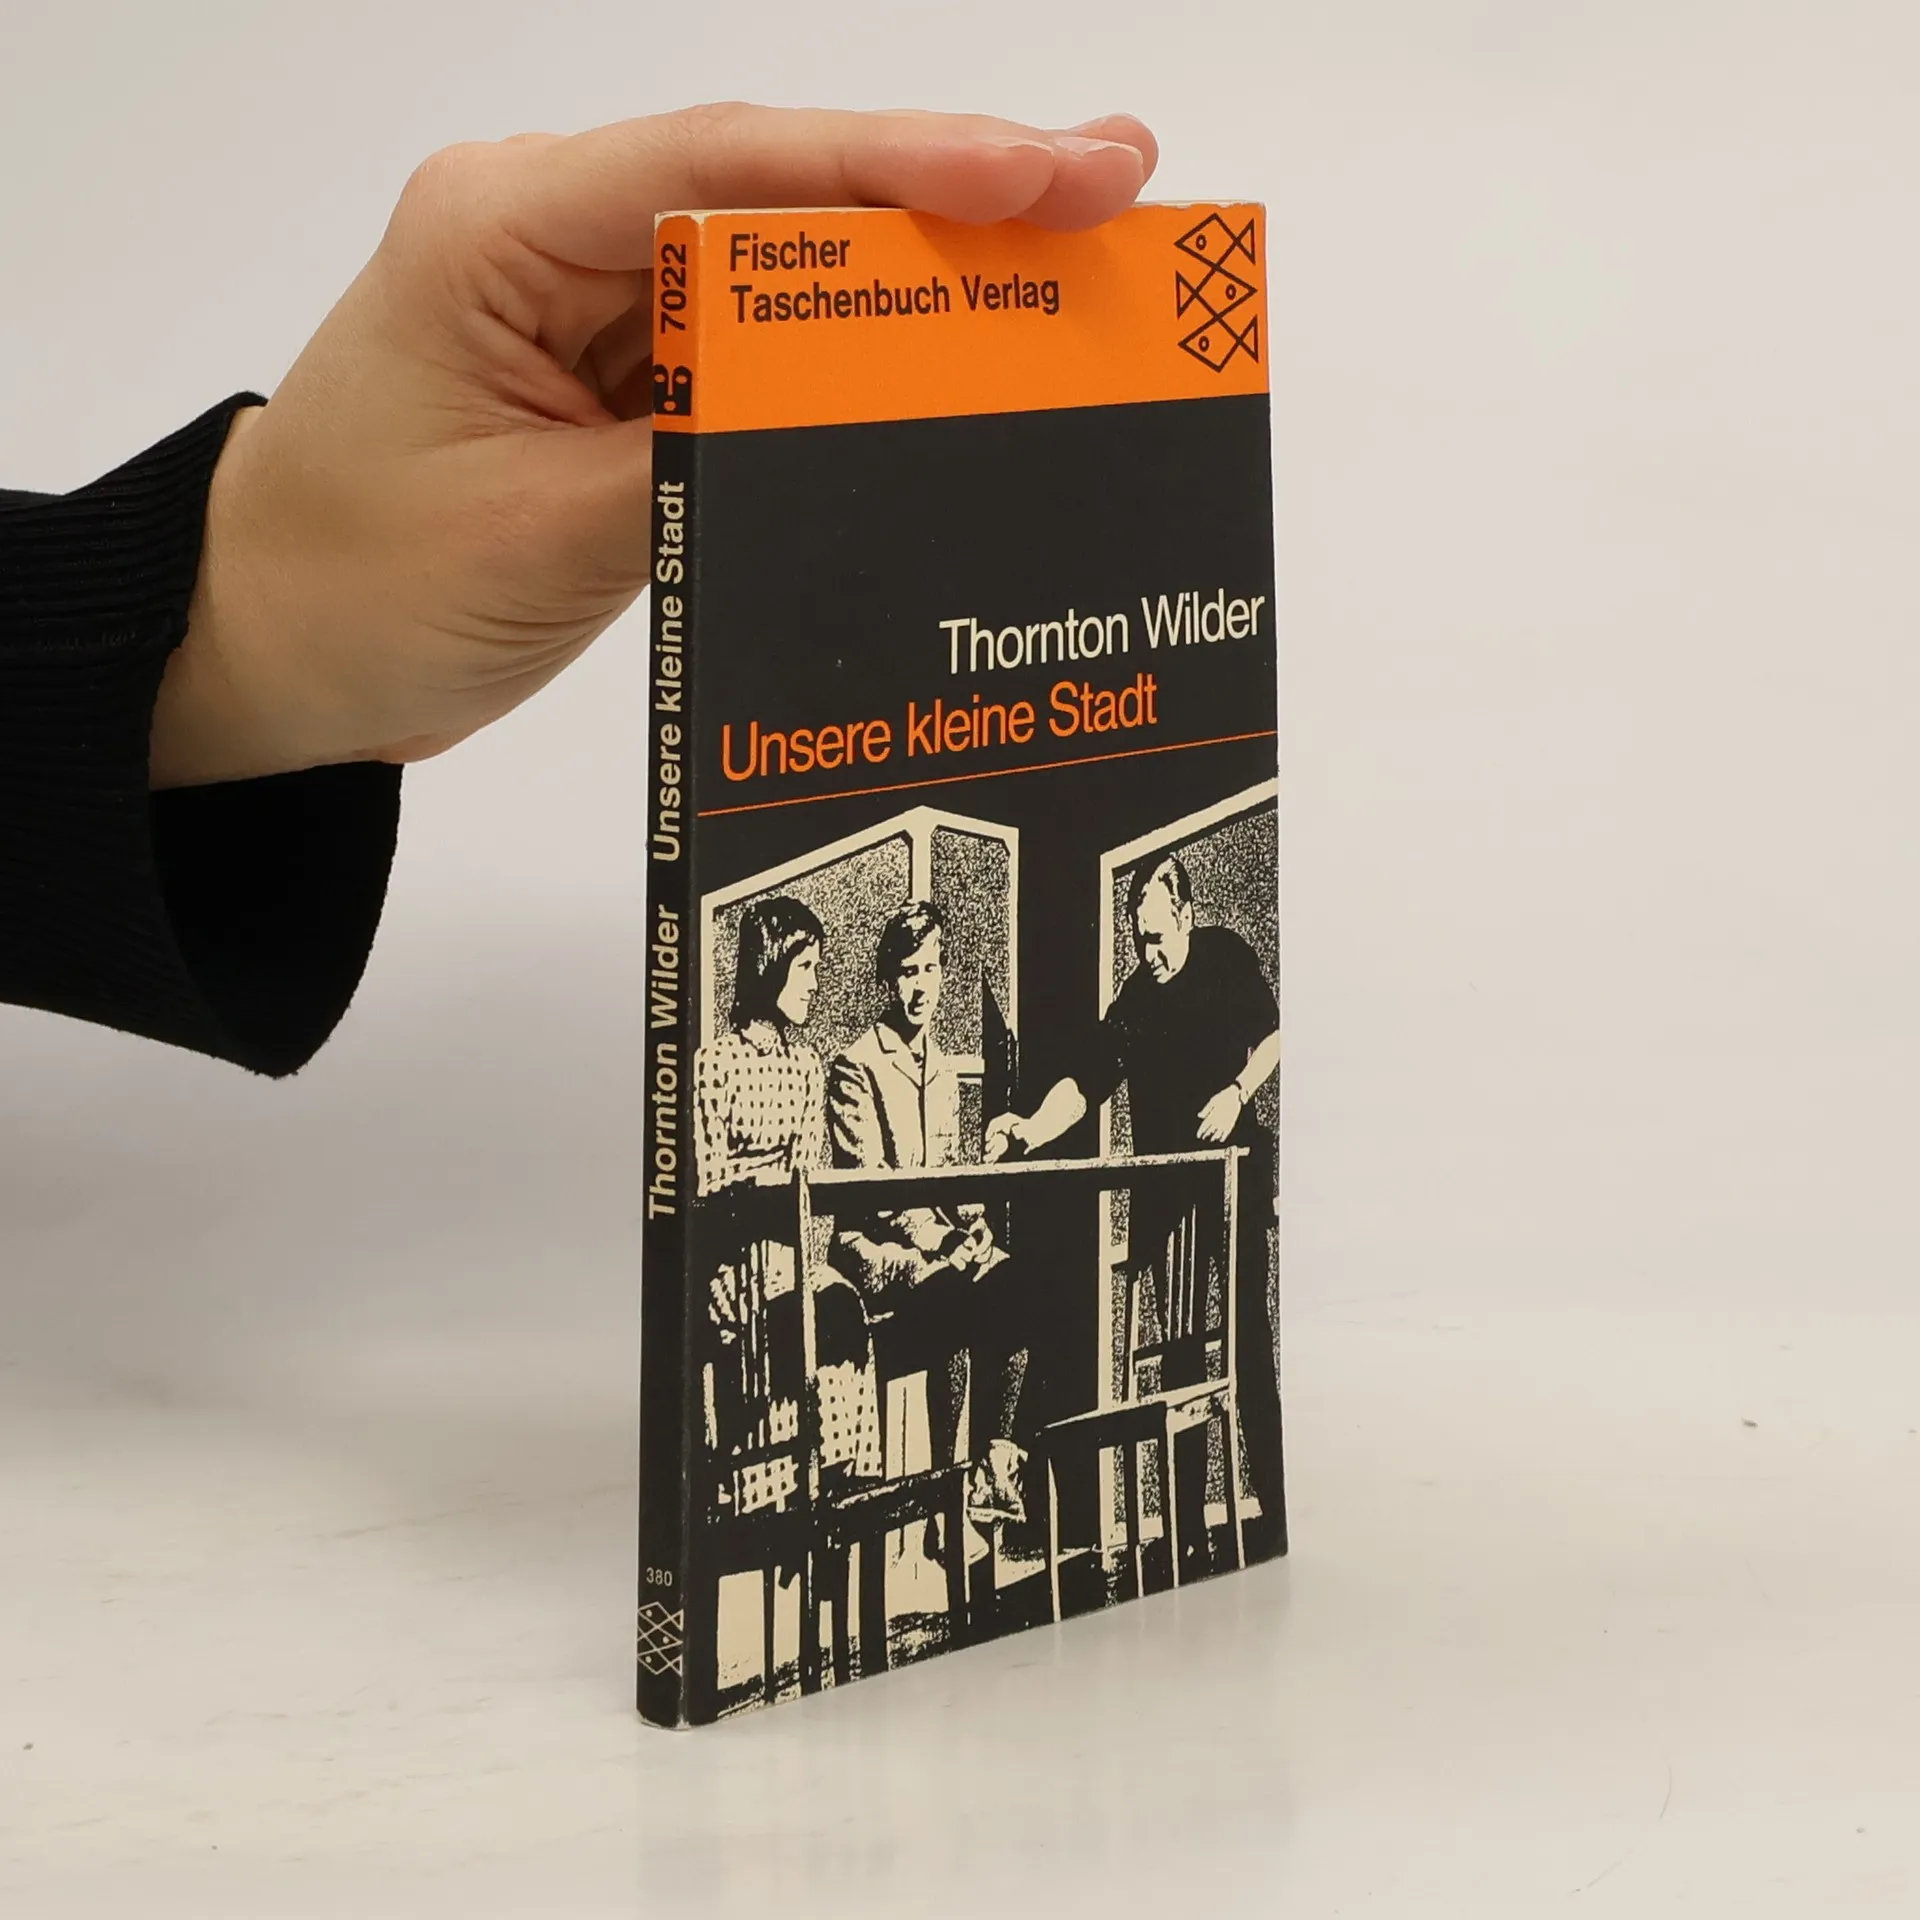 Fischer
Taschenbuch Verlag
Thornton Wilder
Unsere kleine Stadt
7022
Thornton Wilder Unsere kleine Stadt
380